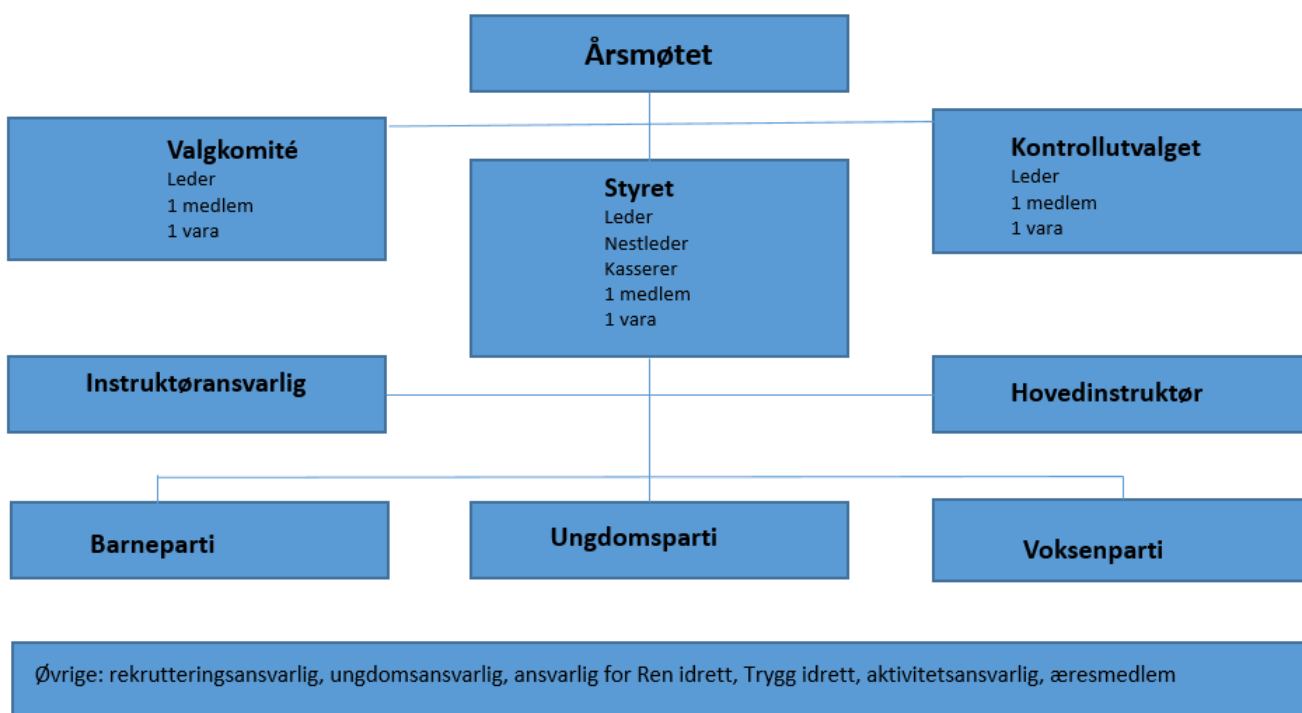 Årsmøtet
Valgkomité
Leder
1 medlem
1 vara
Styret
Leder
Nestleder
Kasserer
1 medlem
1 vara
Kontrollutvalget
Leder
1 medlem
1 vara
Instruktøransvarlig
Hovedinstruktør
Barneparti
Ungdomsparti
Voksenparti
Øvrige: rekrutteringsansvarlig, ungdomsansvarlig, ansvarlig for Ren idrett, Trygg idrett, aktivitetsansvarlig, æresmedlem